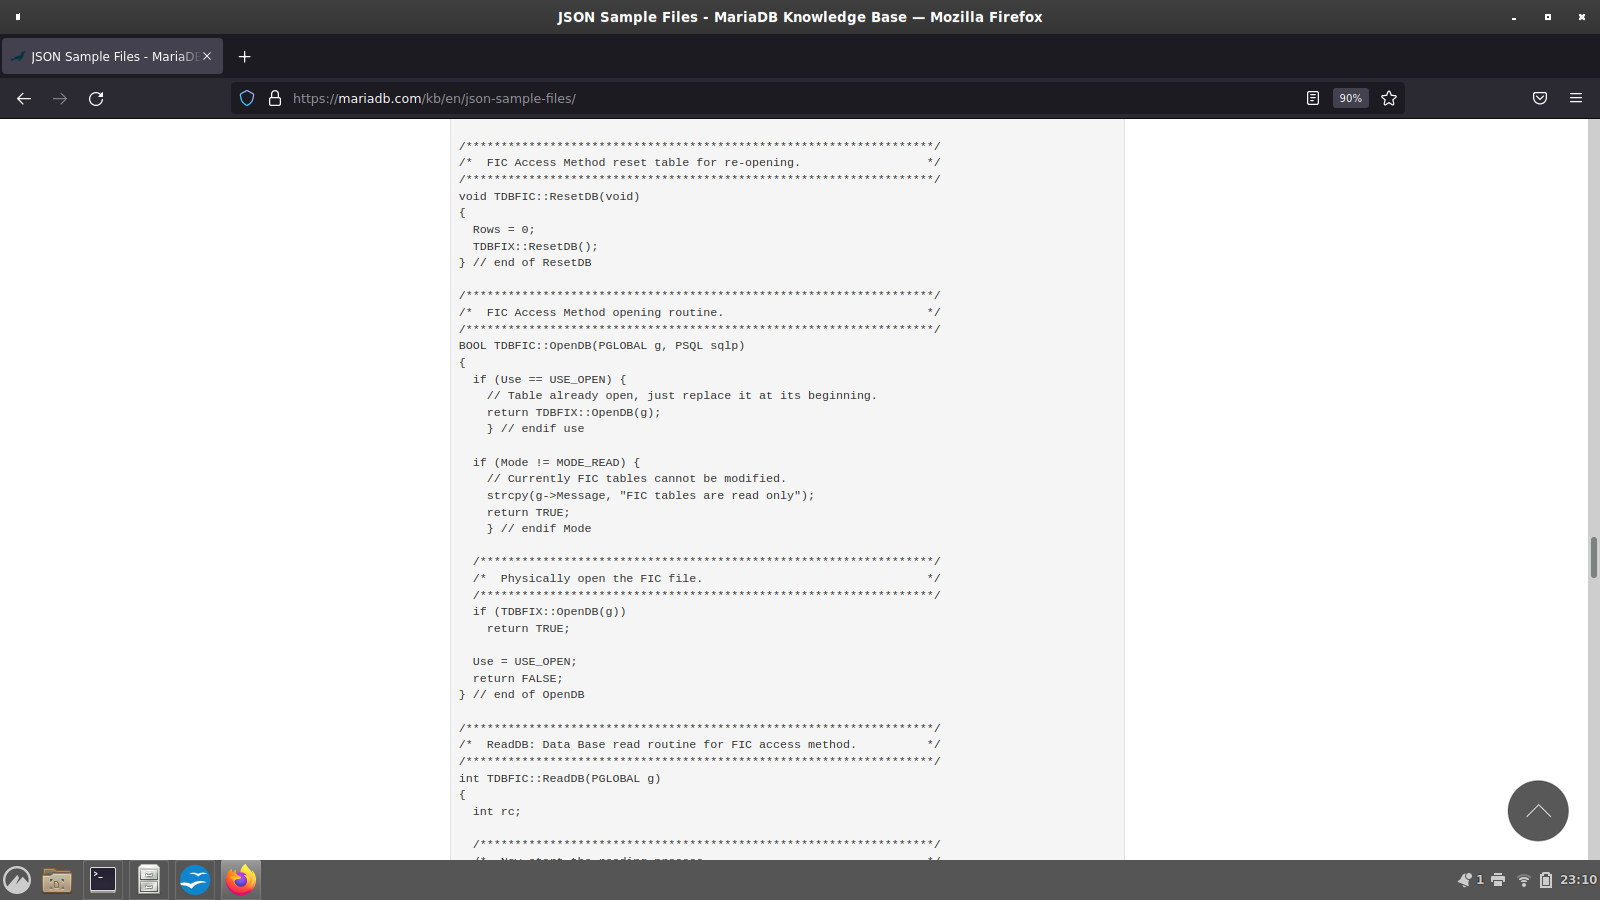 JSON Sample Files - MariaDB Knowledge Base — Mozilla Firefox
JSON Sample Files - MariaDB
https://mariadb.com/kb/en/json-sample-files/
90%
/*******************************************************************/
/*  FIC Access Method reset table for re-opening.                  */
/*******************************************************************/
void TDBFIC::ResetDB(void)
{
  Rows = 0;
  TDBFIX::ResetDB();
} // end of ResetDB
/*******************************************************************/
/*  FIC Access Method opening routine.                             */
/*******************************************************************/
BOOL TDBFIC::OpenDB(PGLOBAL g, PSQL sqlp)
{
  if (Use == USE_OPEN) {
    // Table already open, just replace it at its beginning.
    return TDBFIX::OpenDB(g);
    } // endif use
  if (Mode != MODE_READ) {
    // Currently FIC tables cannot be modified.
    strcpy(g->Message, "FIC tables are read only");
    return TRUE;
    } // endif Mode
  /*****************************************************************/
  /*  Physically open the FIC file.                                */
  /*****************************************************************/
  if (TDBFIX::OpenDB(g))
    return TRUE;
  Use = USE_OPEN;
  return FALSE;
} // end of OpenDB
/*******************************************************************/
/*  ReadDB: Data Base read routine for FIC access method.          */
/*******************************************************************/
int TDBFIC::ReadDB(PGLOBAL g)
{
  int rc;
  /*****************************************************************/
  /*  Now start the reading process.                               */
1
23:10